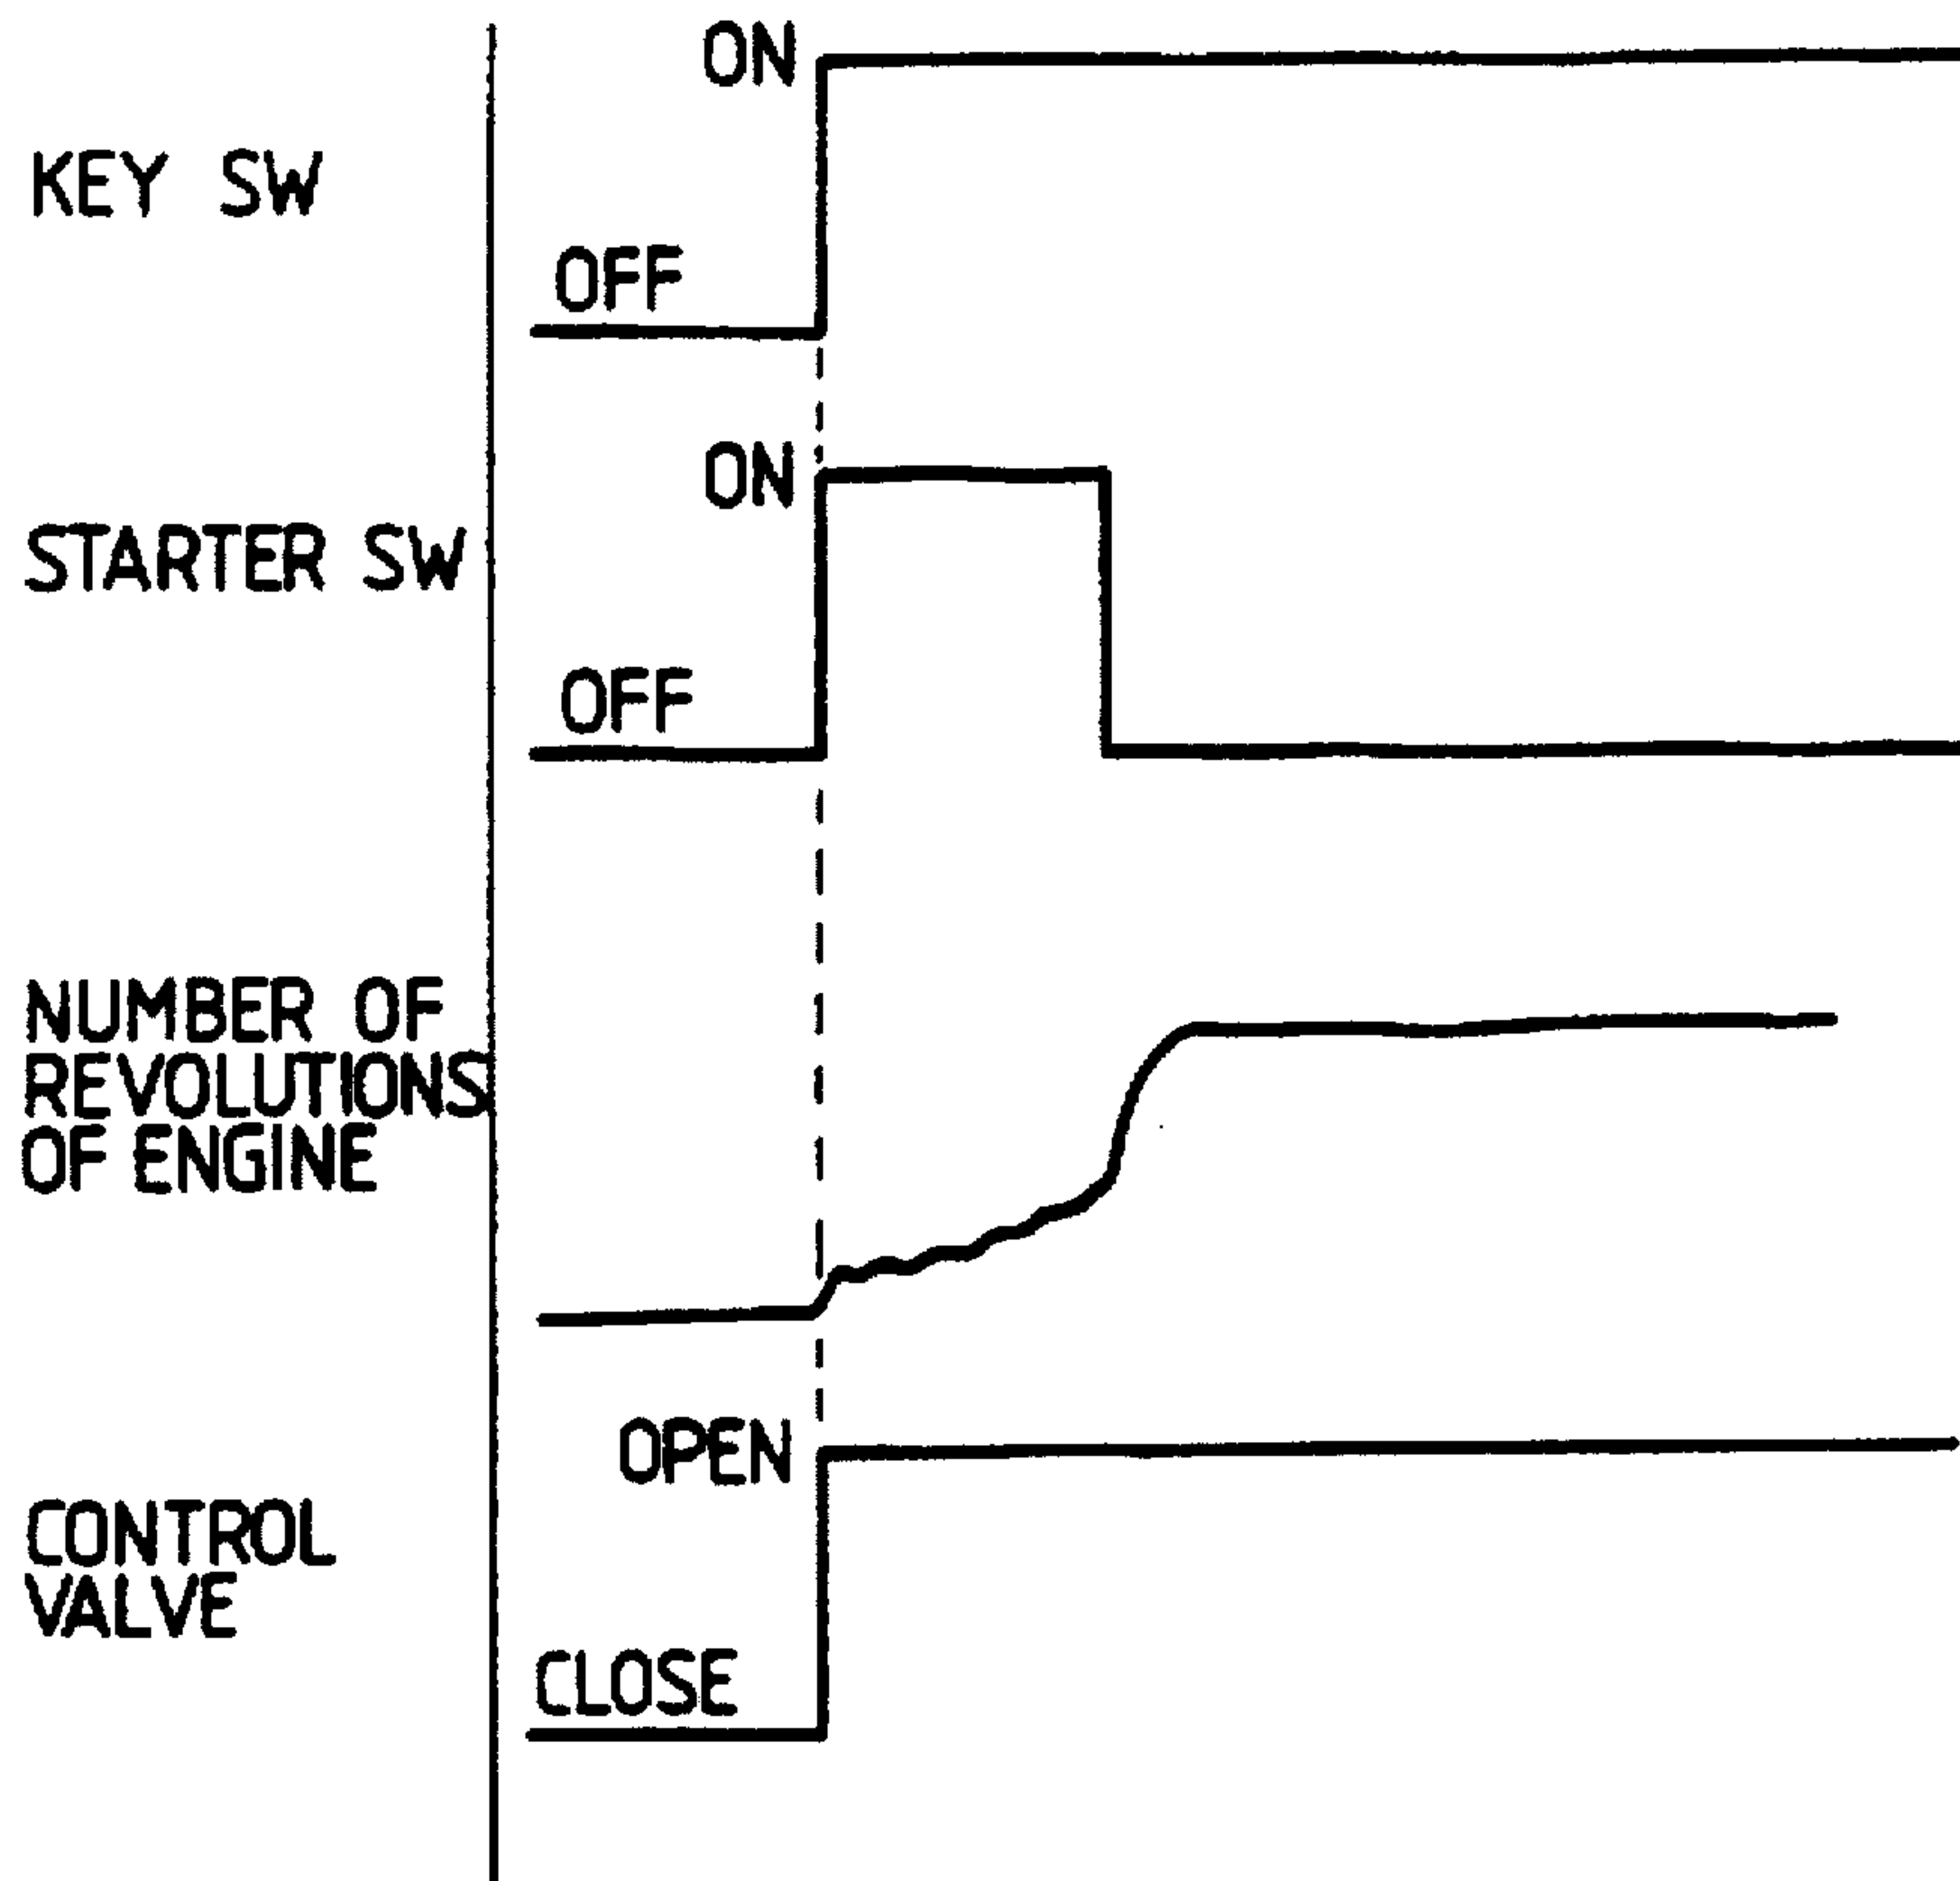 ON
KEY SW
OFF
ON
STARTER SW
OFF
NUMBER OF
REVOLUTIONS
OF ENGINE
OPEN
CONTROL
VALVE
CLOSE